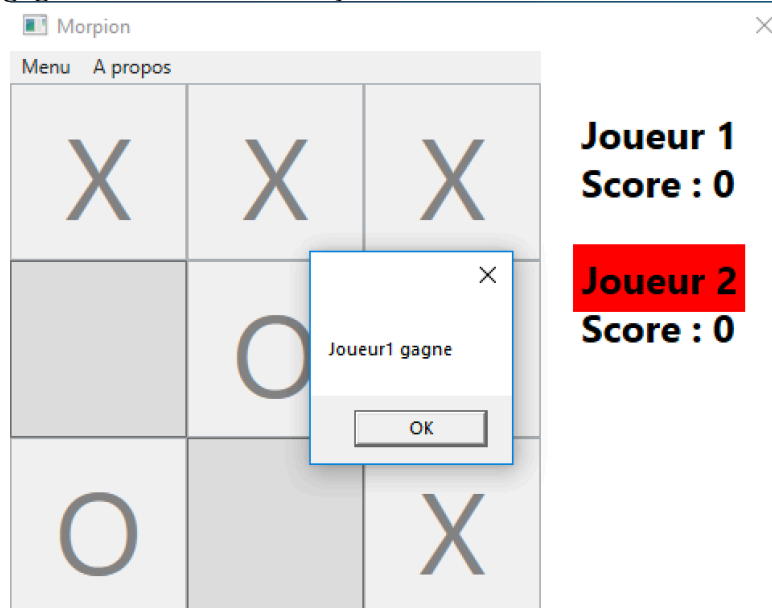 Morpion
Menu A propos
X X X
Joueur 1
Score : 0
O
Joueur1 gagne
OK
Joueur 2
Score : 0
O X